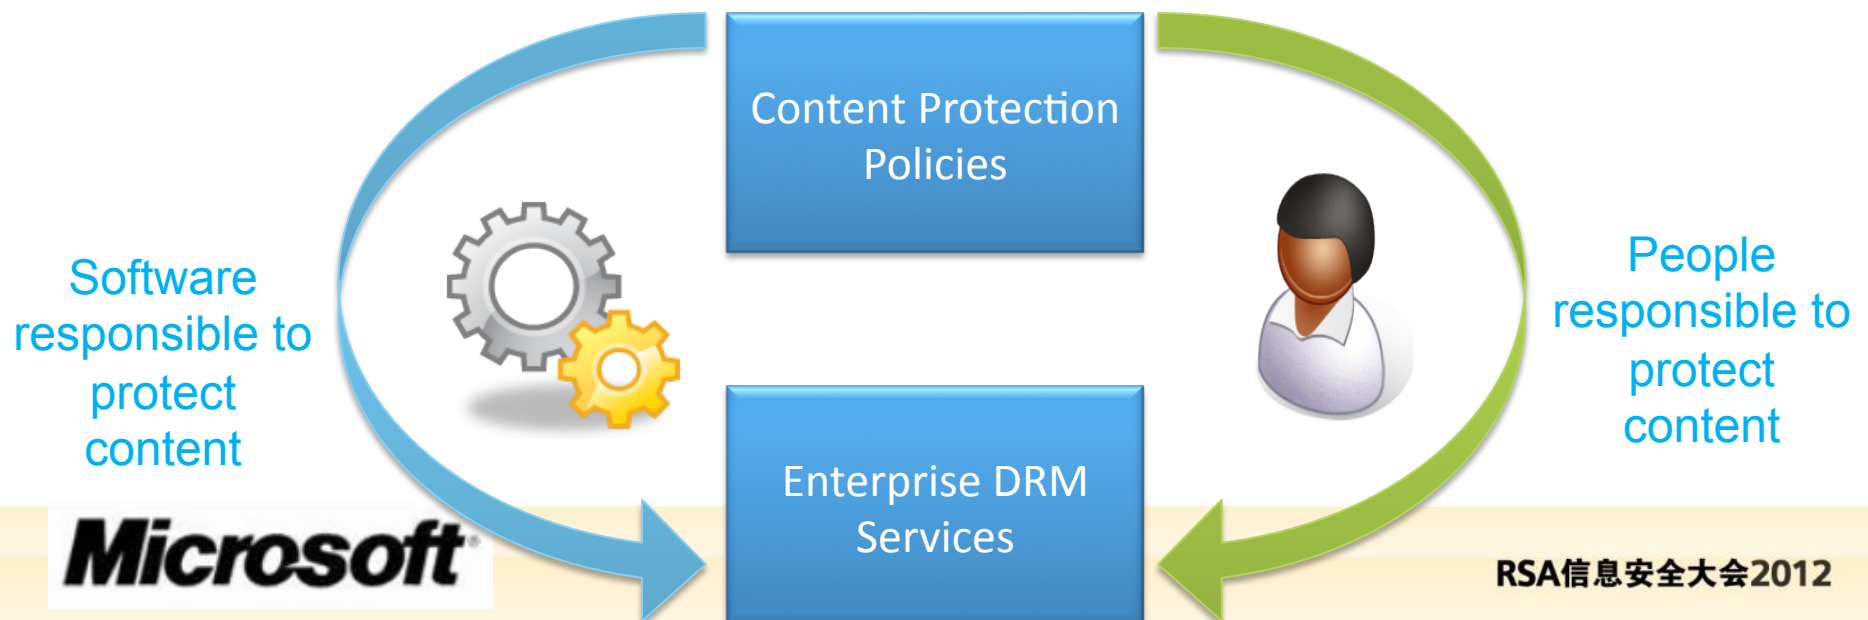 Content Protection
Policies
Software
responsible to
protect
content
People
responsible to
protect
content
Enterprise DRM
Services
Microsoft®
RSA信息安全大会2012